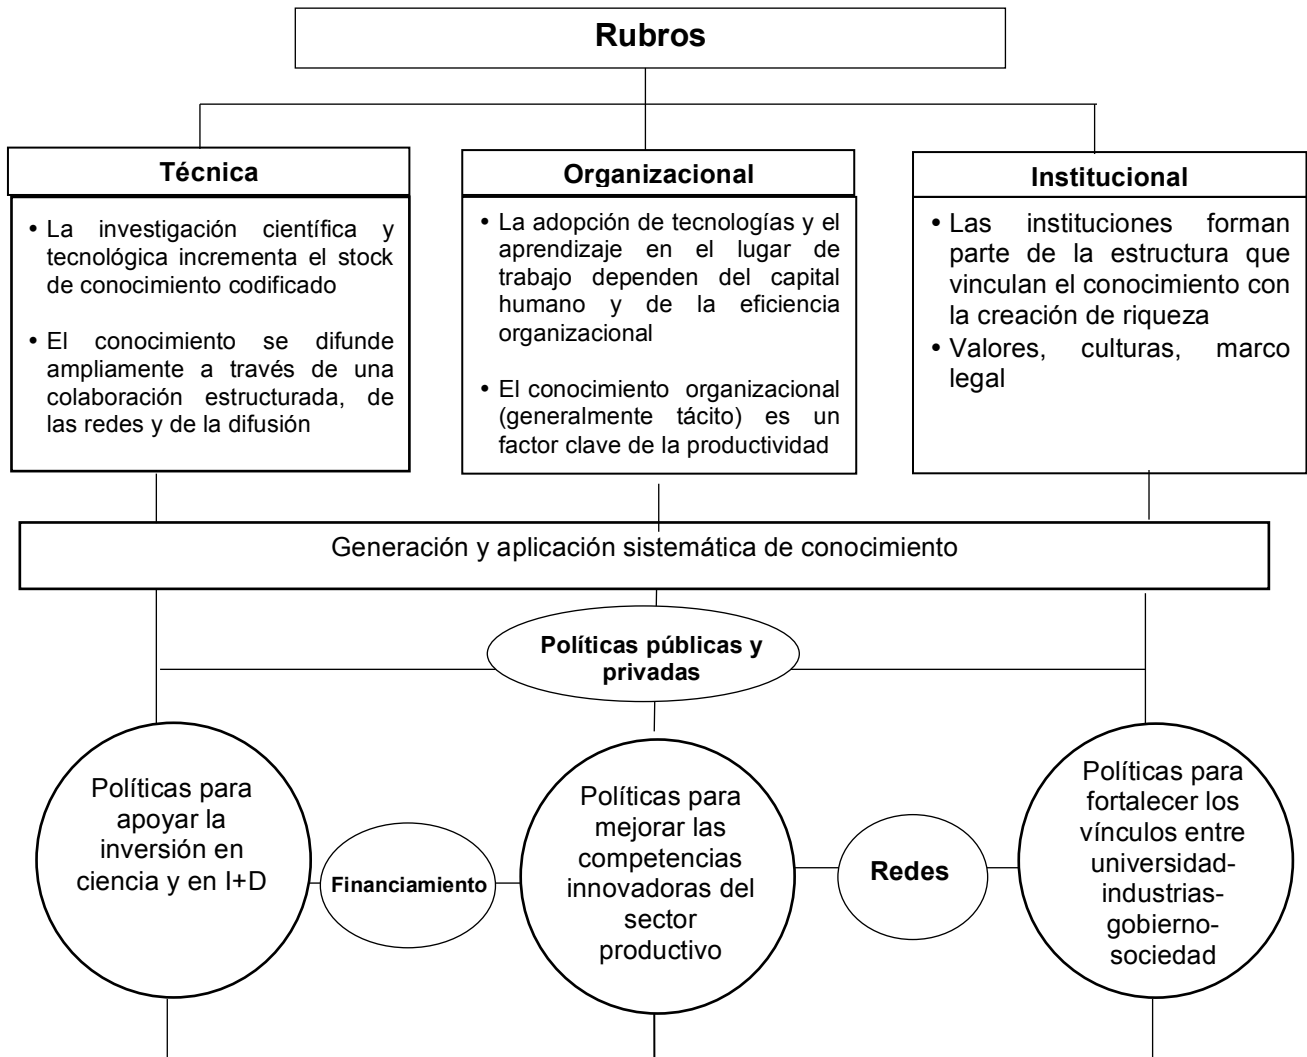 Rubros
Técnica
• La investigación científica y
tecnológica incrementa el stock
de conocimiento codificado
• El conocimiento se difunde
ampliamente a través de una
colaboración estructurada, de
las redes y de la difusión
Organizacional
• La adopción de tecnologías y el
aprendizaje en el lugar de
trabajo dependen del capital
humano y de la eficiencia
organizacional
• El conocimiento organizacional
(generalmente tácito) es un
factor clave de la productividad
Institucional
• Las instituciones forman
parte de la estructura que
vinculan el conocimiento con
la creación de riqueza
• Valores, culturas, marco
legal
Generación y aplicación sistemática de conocimiento
Políticas públicas y
privadas
Políticas para
apoyar la
inversión en
ciencia y en I+D
Financiamiento
Políticas para
mejorar las
competencias
innovadoras del
sector
productivo
Redes
Políticas para
fortalecer los
vínculos entre
universidad-
industrias-
gobierno-
sociedad